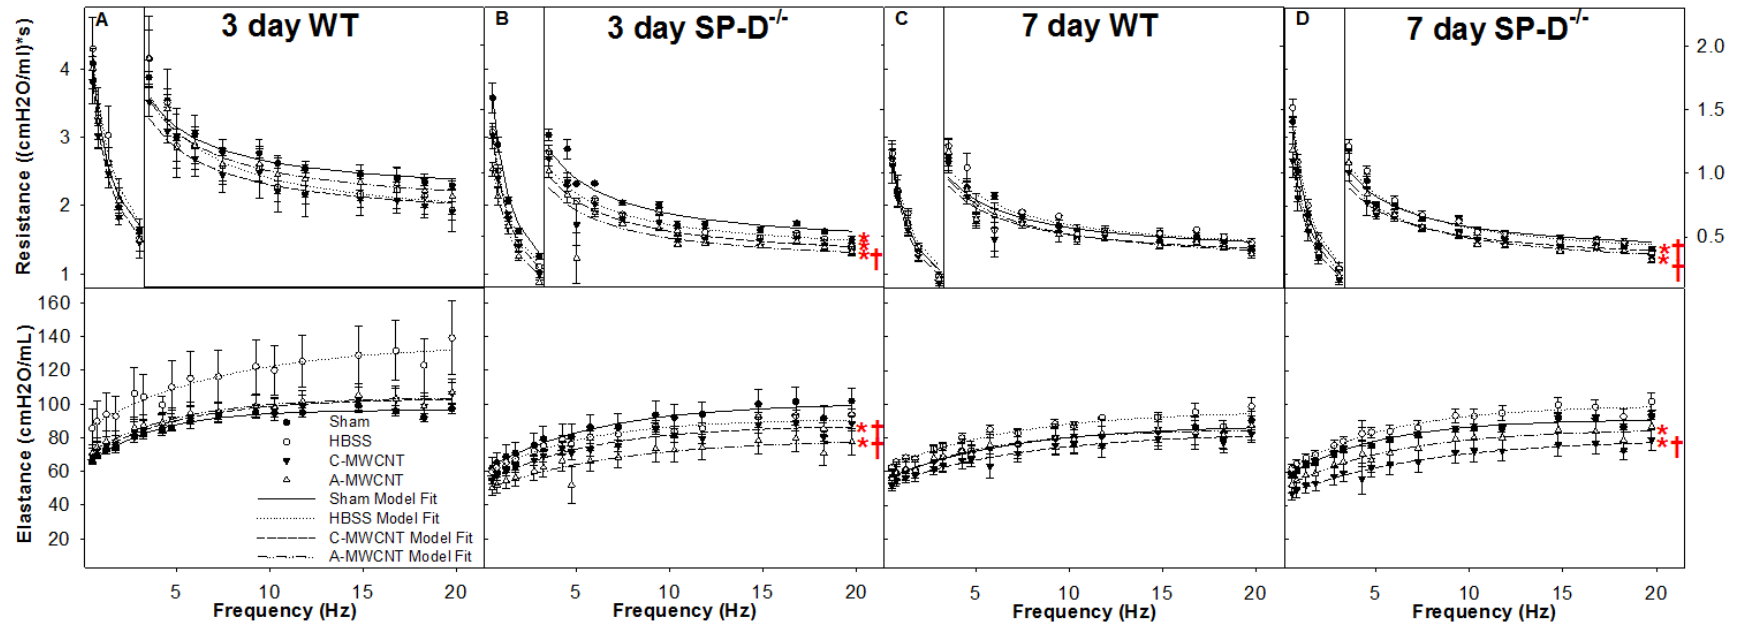 A 3 day WT
B 3 day SP-D-/-
C 7 day WT
D 7 day SP-D-/-
Resistance ((cmH2O/ml)*s)
4
3
2
1
2.0
1.5
1.0
0.5
*
*
*
*†
*†
*†
Elastance (cmH2O/mL)
160
140
120
100
80
60
40
20
Sham
HBSS
C-MWCNT
A-MWCNT
Sham Model Fit
HBSS Model Fit
C-MWCNT Model Fit
A-MWCNT Model Fit
*†
*†
*
*†
5 10 15 20
5 10 15 20
5 10 15 20
5 10 15 20
Frequency (Hz)
Frequency (Hz)
Frequency (Hz)
Frequency (Hz)